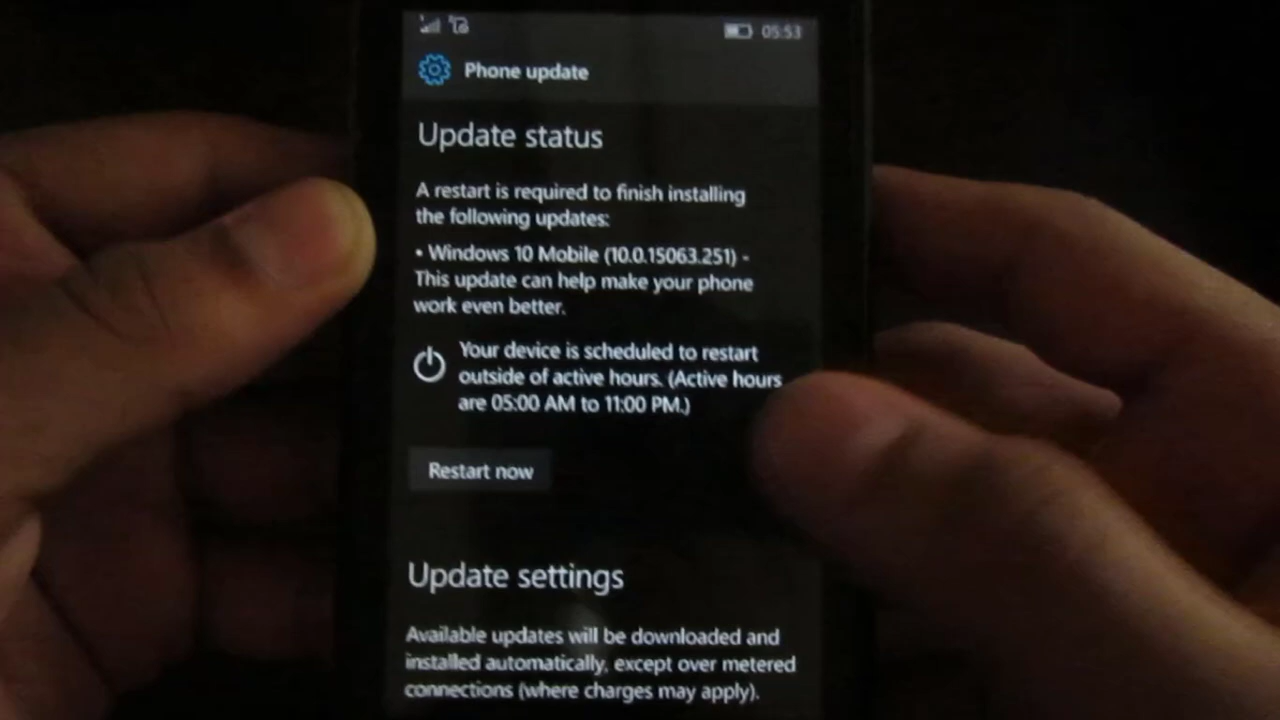 05:53
Phone update
Update status
A restart is required to finish installing
the following updates:
• Windows 10 Mobile (10.0.15063.251) -
This update can help make your phone
work even better.
Your device is scheduled to restart
outside of active hours. (Active hours
are 05:00 AM to 11:00 PM.)
Restart now
Update settings
Available updates will be downloaded and
installed automatically, except over metered
connections (where charges may apply).